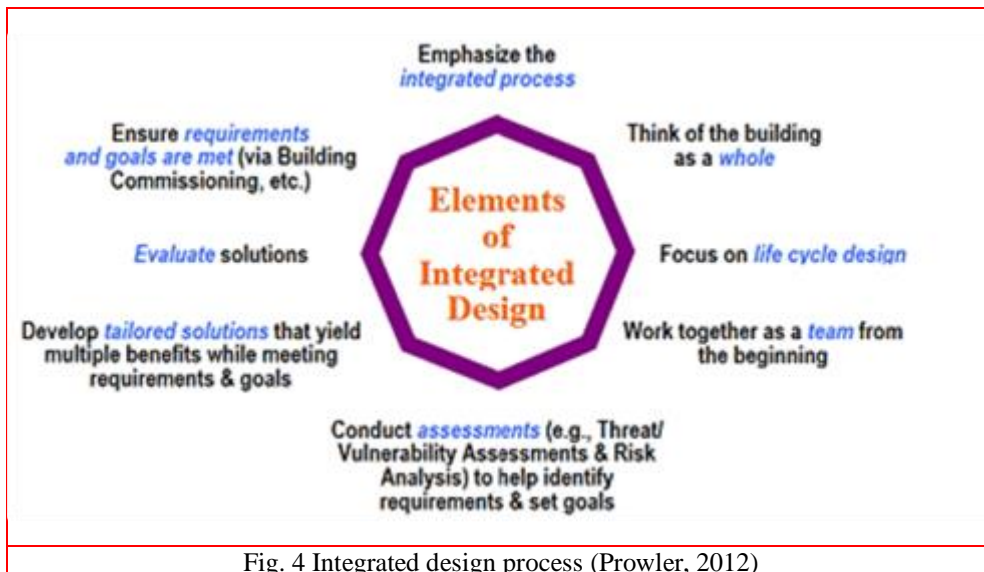 Emphasize the
integrated process
Think of the building
as a whole
Focus on life cycle design
Work together as a team from
the beginning
Conduct assessments (e.g., Threat/
Vulnerability Assessments & Risk
Analysis) to help identify
requirements & set goals
Develop tailored solutions that yield
multiple benefits while meeting
requirements & goals
Evaluate solutions
Ensure requirements
and goals are met (via Building
Commissioning, etc.)
Elements
of
Integrated
Design
Fig. 4 Integrated design process (Prowler, 2012)